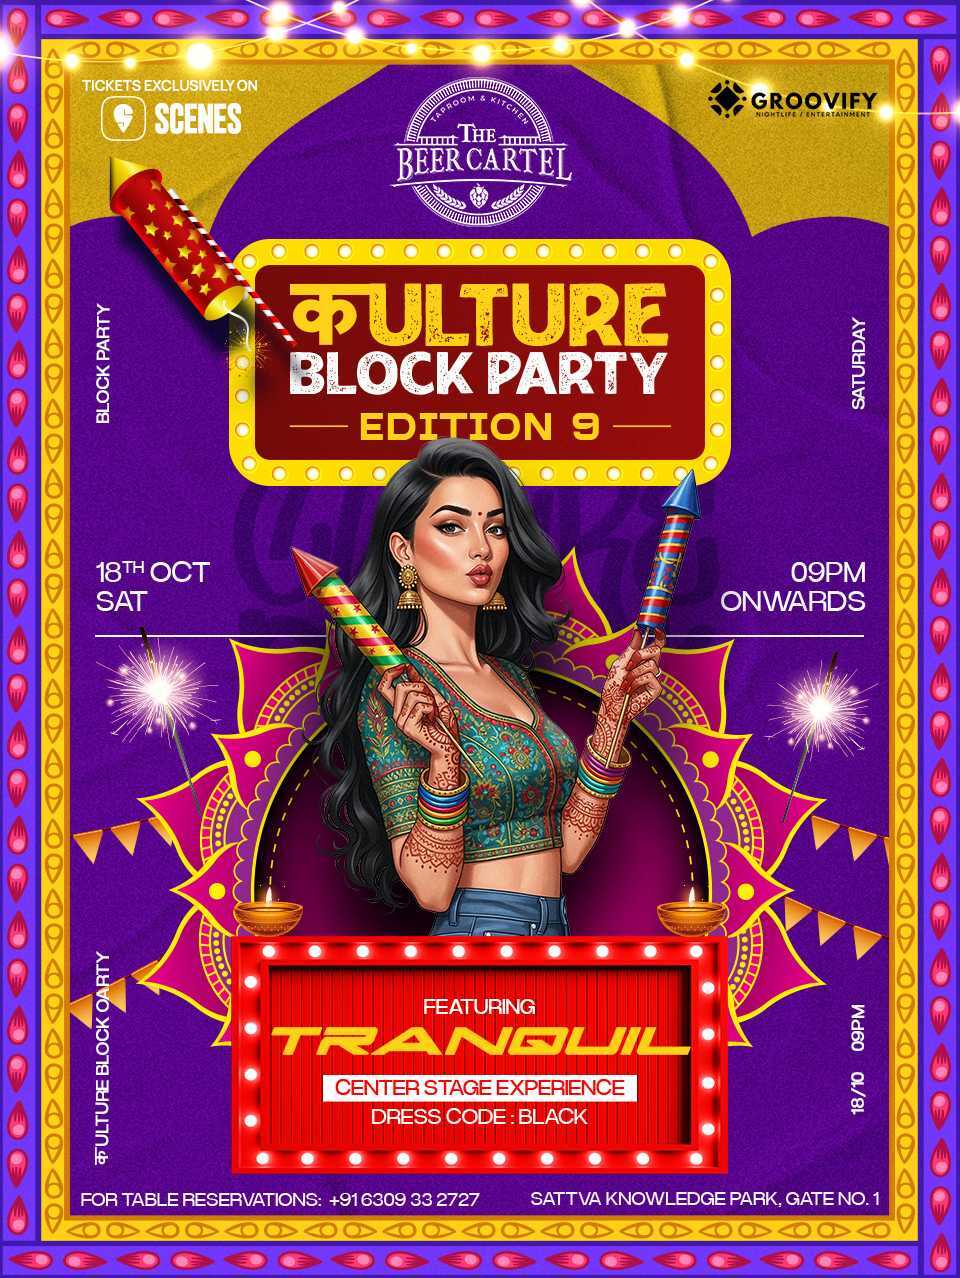 TICKETS EXCLUSIVELY ON
SCENES
TAPROOM & KITCHEN
THE
BEER CARTEL
GROOVIFY
NIGHTLIFE / ENTERTAINMENT
कULTURE
BLOCK PARTY
EDITION 9
BLOCK PARTY
SATURDAY
18TH OCT
SAT
09PM
ONWARDS
कULTURE BLOCK OARTY
18/10 09PM
FEATURING
TRANQUIL
CENTER STAGE EXPERIENCE
DRESS CODE : BLACK
FOR TABLE RESERVATIONS: +91 6309 33 2727
SATTVA KNOWLEDGE PARK, GATE NO. 1